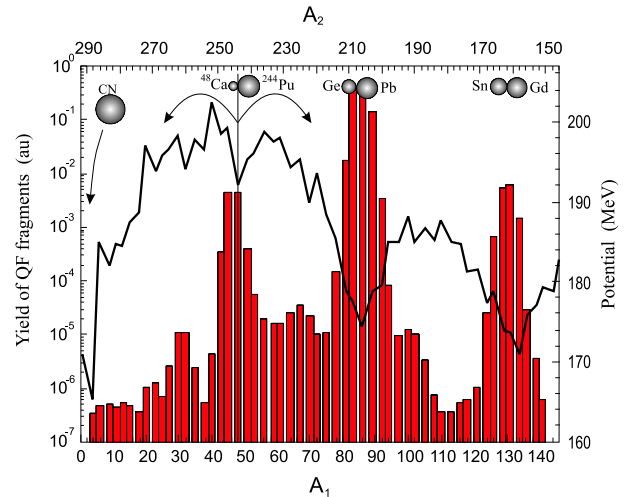 A₂
290 270 250 230 210 190 170 150
10⁰
10⁻¹
10⁻²
10⁻³
10⁻⁴
10⁻⁵
10⁻⁶
10⁻⁷
Yield of QF fragments (au)
CN
⁴⁸Ca ²⁴⁴Pu
Ge Pb
Sn Gd
200
190
180
170
160
Potential (MeV)
0 10 20 30 40 50 60 70 80 90 100 110 120 130 140
A₁